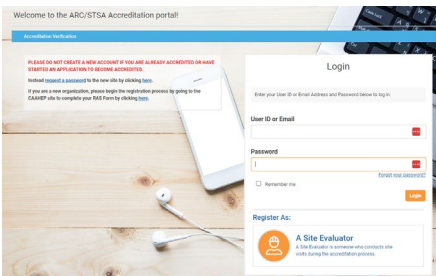 Welcome to the ARC/STSA Accreditation portal!
Accreditation Verification
PLEASE DO NOT CREATE A NEW ACCOUNT IF YOU ARE ALREADY ACCREDITED OR HAVE
STARTED AN APPLICATION TO BECOME ACCREDITED.
Instead request a password to the new site by clicking here.
If you are a new organization, please begin the registration process by going to the
CAAHEP site to complete your RAS Form by clicking here.
Login
Enter your User ID or Email Address and Password below to log in.
User ID or Email
Password
Forgot your password?
Remember me
Login
Register As:
A Site Evaluator
A Site Evaluator is someone who conducts site
visits during the accreditation process.